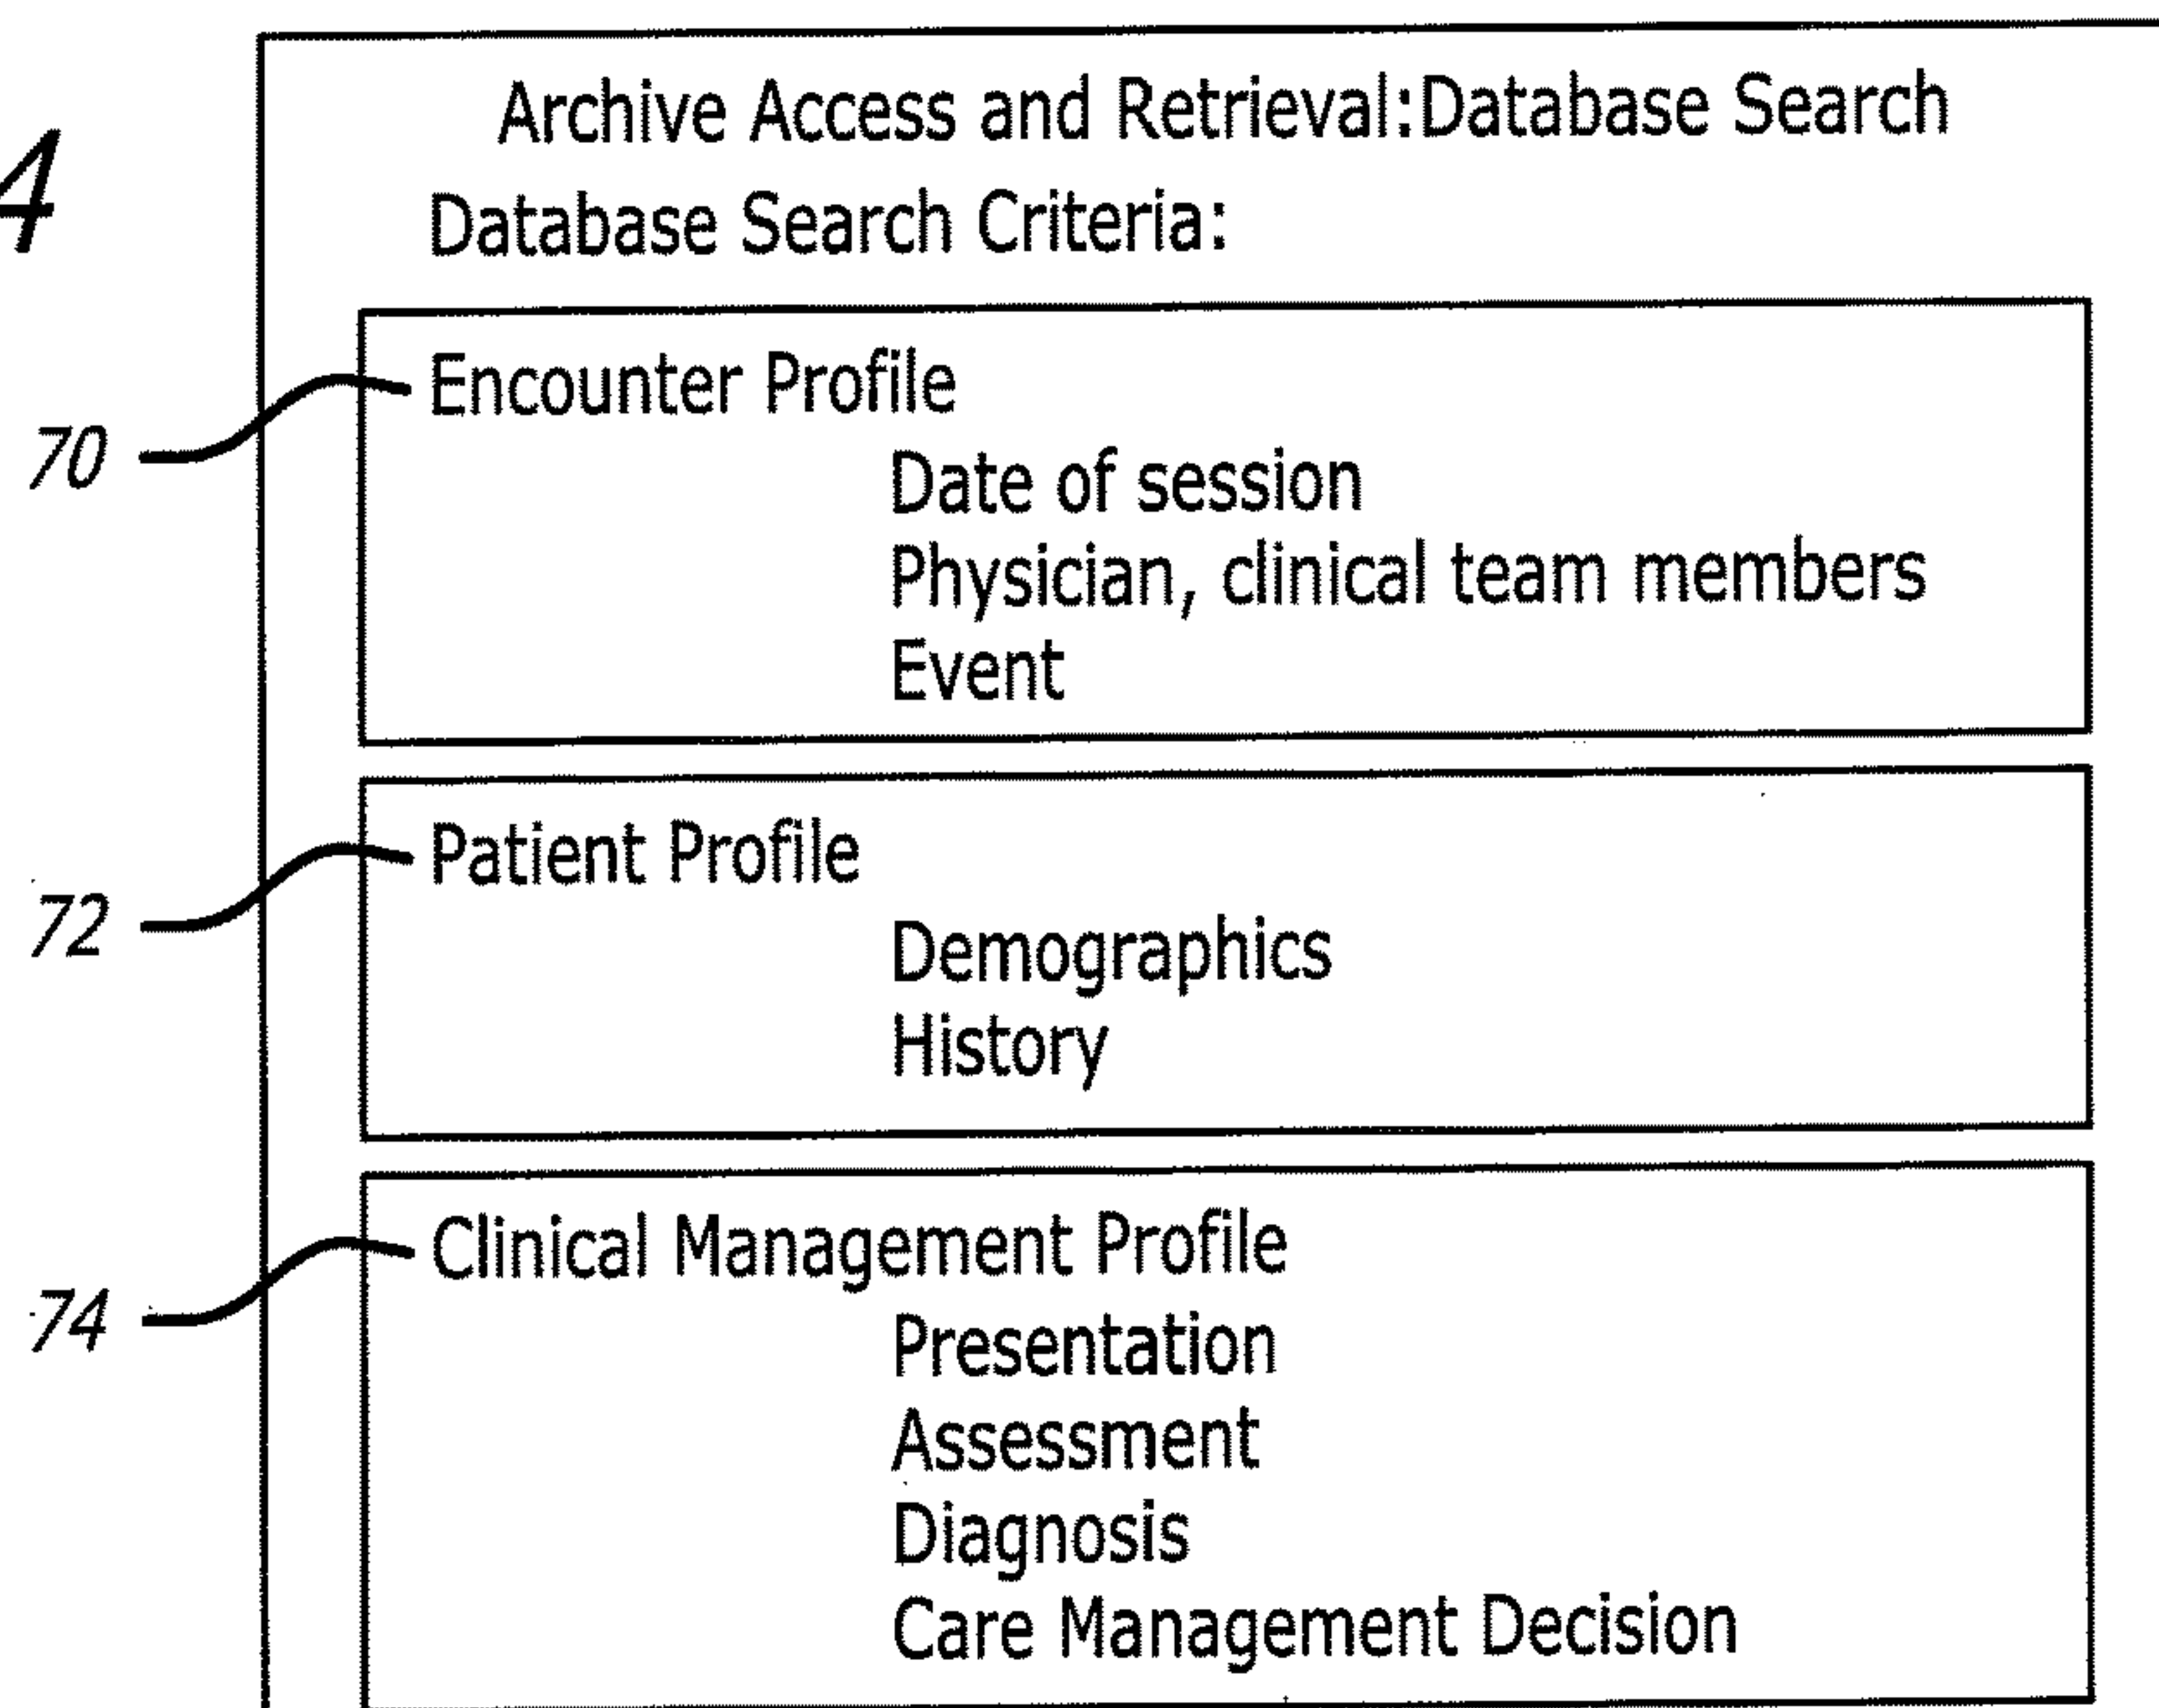 Archive Access and Retrieval:Database Search
4
Database Search Criteria:
Encounter Profile
70
Date of session
Physician, clinical team members
Event
Patient Profile
72
Demographics
History
Clinical Management Profile
74
Presentation
Assessment
Diagnosis
Care Management Decision